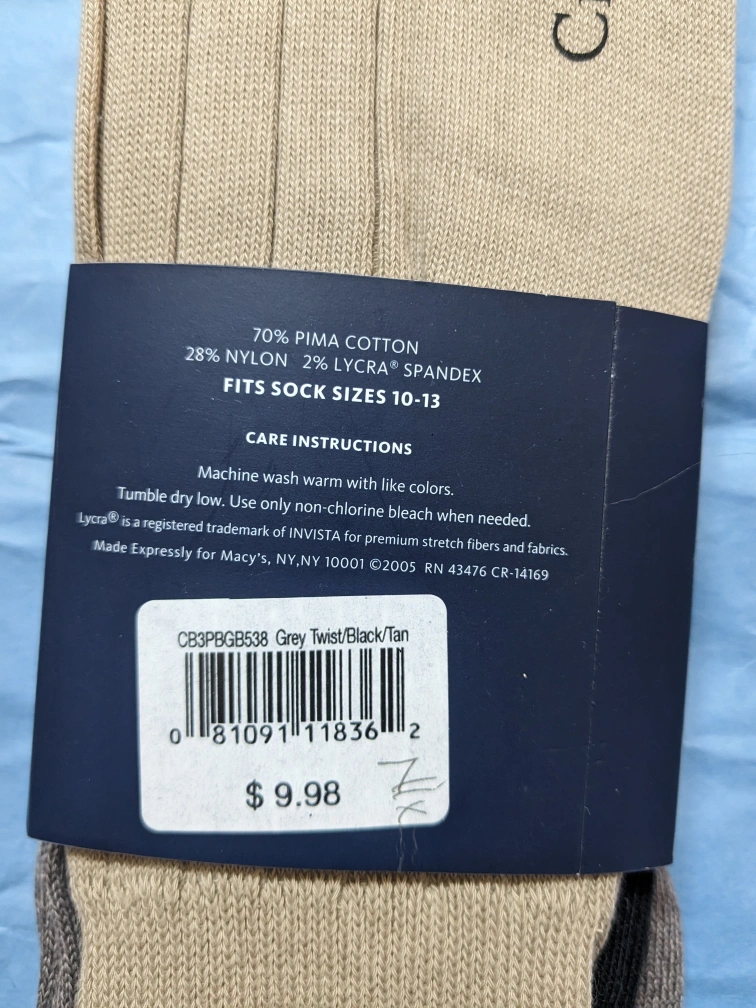 70% PIMA COTTON
28% NYLON 2% LYCRA® SPANDEX
FITS SOCK SIZES 10-13
CARE INSTRUCTIONS
Machine wash warm with like colors.
Tumble dry low. Use only non-chlorine bleach when needed.
Lycra® is a registered trademark of INVISTA for premium stretch fibers and fabrics.
Made Expressly for Macy's, NY,NY 10001 ©2005 RN 43476 CR-14169
CB3PBGB538 Grey Twist/Black/Tan
0 81091 11836 2
$ 9.98